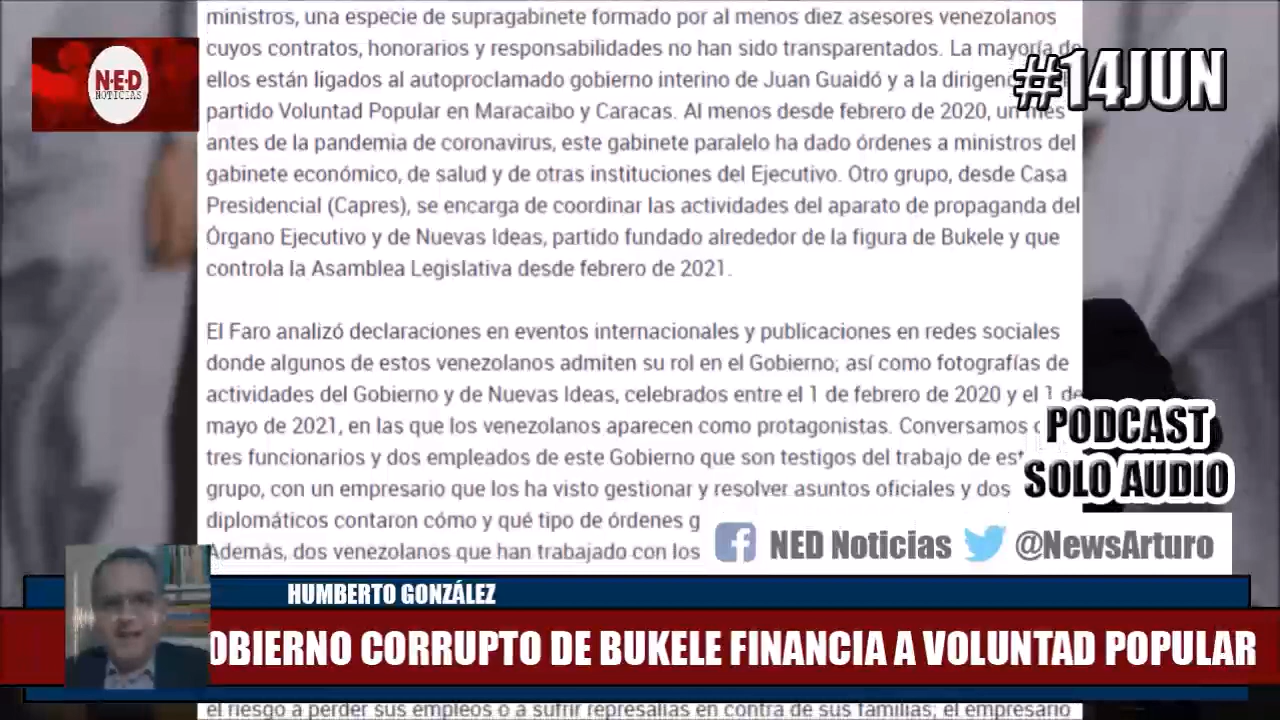 ministros, una especie de supragabinete formado por al menos diez asesores venezolanos
cuyos contratos, honorarios y responsabilidades no han sido transparentados. La mayoría de
ellos están ligados al autoproclamado gobierno interino de Juan Guaidó y a la
partido Voluntad Popular en Maracaibo y Caracas. Al menos desde febrero de 2020, un mes
antes de la pandemia de coronavirus, este gabinete paralelo ha dado órdenes a ministros del
gabinete económico, de salud y de otras instituciones del Ejecutivo. Otro grupo, desde Casa
Presidencial (Capres), se encarga de coordinar las actividades del aparato de propaganda del
Órgano Ejecutivo y de Nuevas Ideas, partido fundado alrededor de la figura de Bukele y que
controla la Asamblea Legislativa desde febrero de 2021.
El Faro analizó declaraciones en eventos internacionales y publicaciones en redes sociales
donde algunos de estos venezolanos admiten su rol en el Gobierno; así como fotografías de
actividades del Gobierno y de Nuevas Ideas, celebrados entre el 1 de febrero de 2020 y el 1 de
mayo de 2021, en las que los venezolanos aparecen como protagonistas. Conversamos
tres funcionarios y dos empleados de este Gobierno que son testigos del trabajo de
grupo, con un empresario que los ha visto gestionar y resolver asuntos oficiales y dos
diplomáticos contaron cómo y qué tipo de órdenes g
Además, dos venezolanos que han trabajado con los
el riesgo a perder sus empleos o a sufrir represalias en contra de sus familias; el empresario
N·E·D
NOTICIAS
#14JUN
PODCAST
SOLO AUDIO
NED Noticias @NewsArturo
HUMBERTO GONZÁLEZ
OBIERNO CORRUPTO DE BUKELE FINANCIA A VOLUNTAD POPULAR